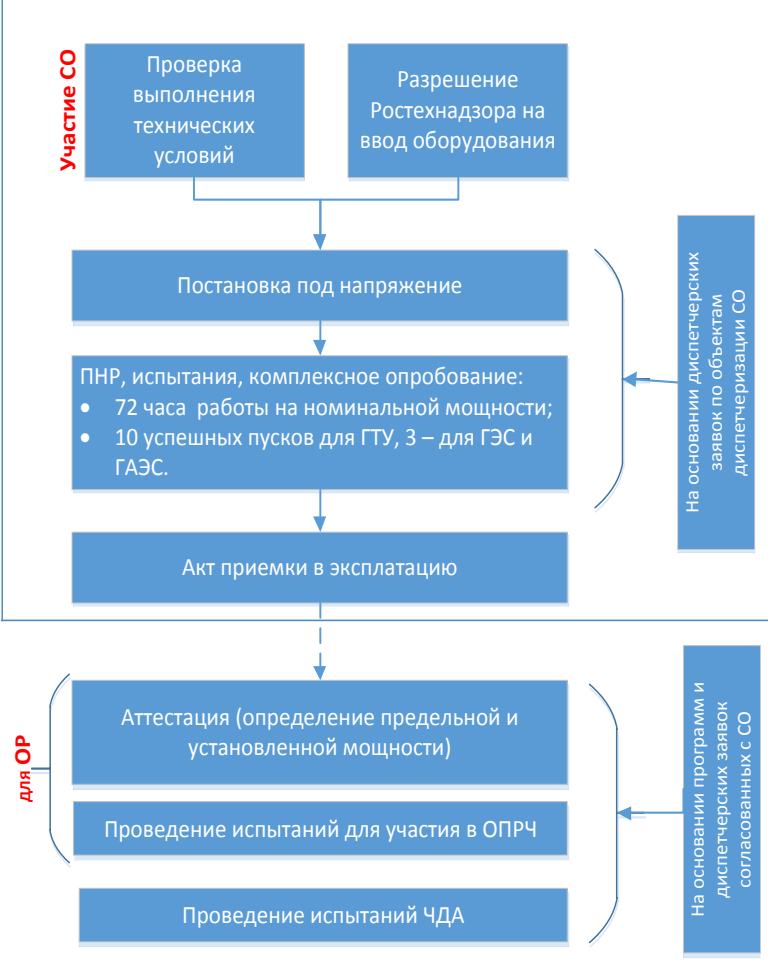 Участие СО
Проверка
выполнения
технических
условий
Разрешение
Ростехнадзора на
ввод оборудования
Постановка под напряжение
ПНР, испытания, комплексное опробование:
• 72 часа работы на номинальной мощности;
• 10 успешных пусков для ГТУ, 3 – для ГЭС и
ГАЭС.
На основании диспетчерских
заявок по объектам
диспетчеризации СО
Акт приемки в эксплатацию
для ОР
Аттестация (определение предельной и
установленной мощности)
Проведение испытаний для участия в ОПРЧ
Проведение испытаний ЧДА
На основании программ и
диспетчерских заявок
согласованных с СО